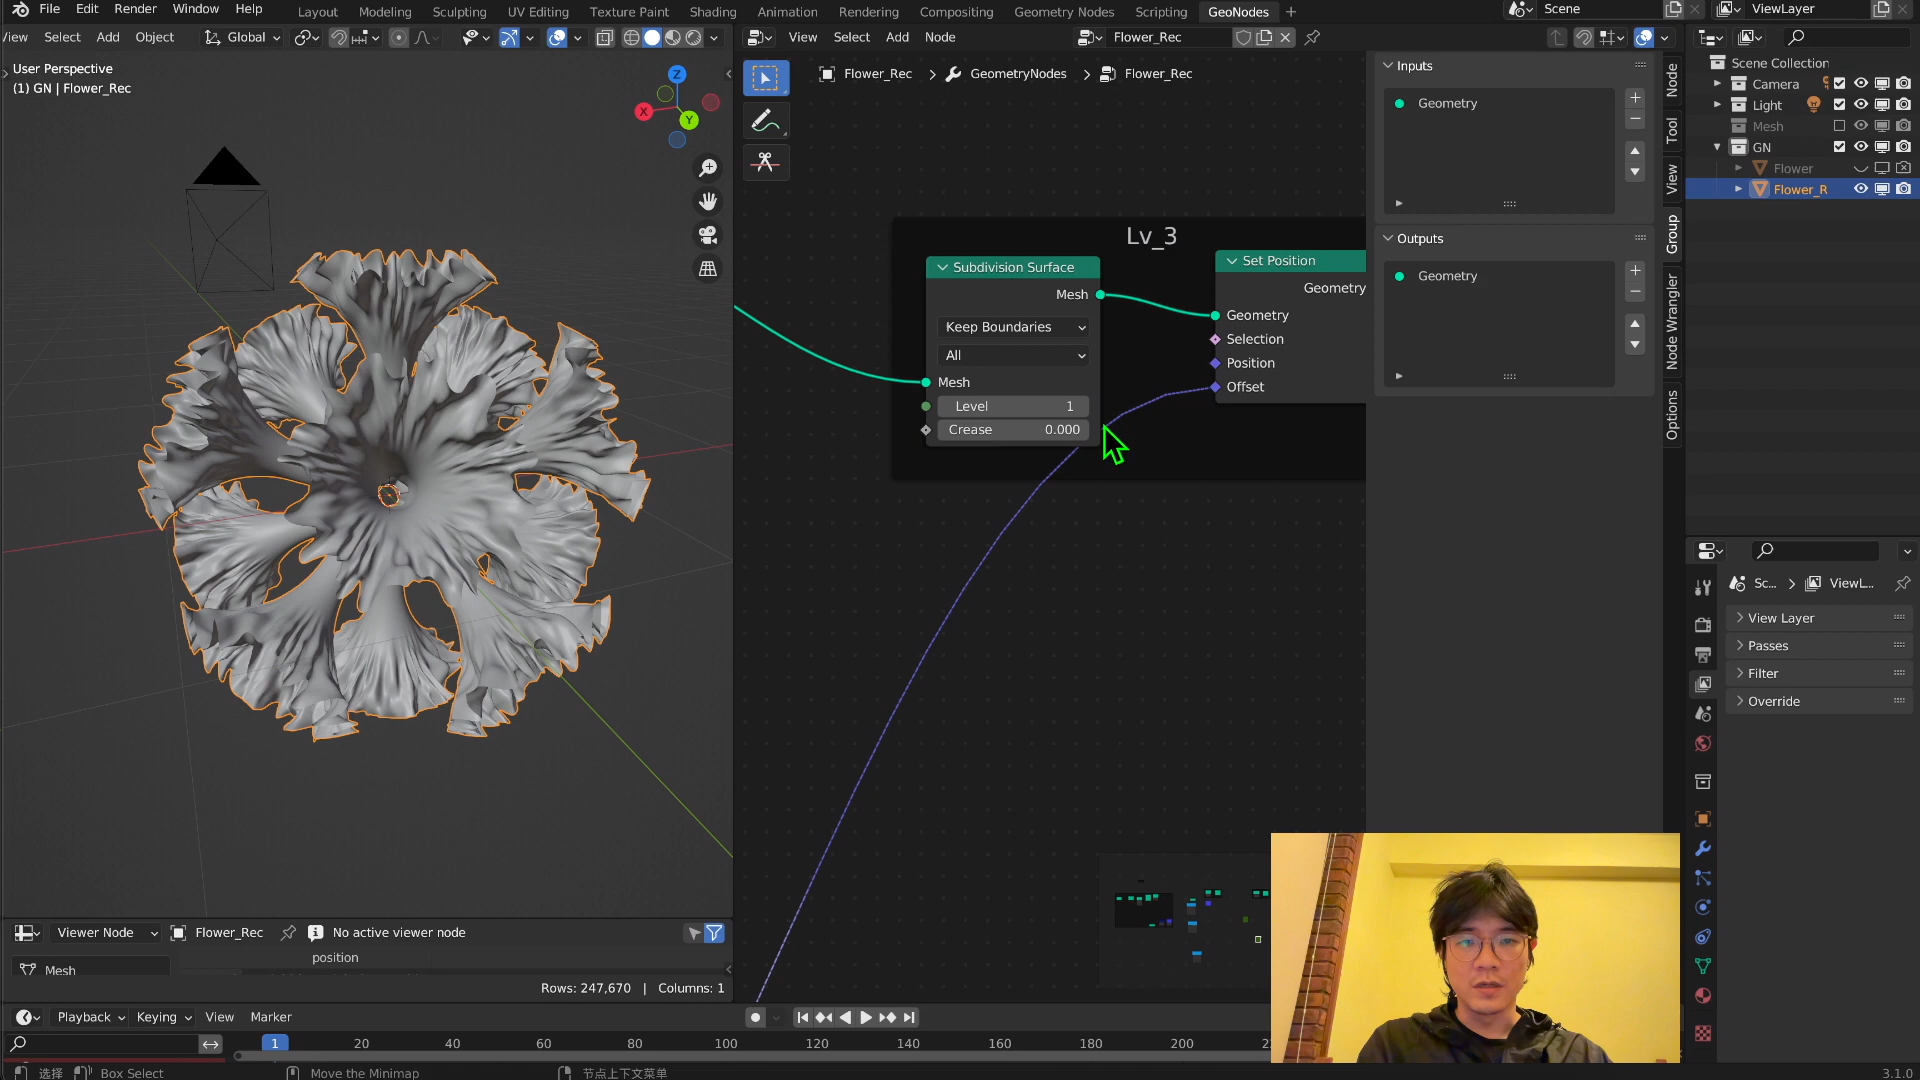 File Edit Render Window Help Layout Modeling Sculpting UV Editing Texture Paint Shading Animation Rendering Compositing Geometry Nodes Scripting GeoNodes Scene ViewLayer
View Select Add Object Global View Select Add Node Flower_Rec
User Perspective
(1) GN | Flower_Rec
Z
X
Y
Flower_Rec GeometryNodes Flower_Rec
Lv_3
Subdivision Surface
Mesh
Keep Boundaries
All
Mesh
Level 1
Crease 0.000
Set Position
Geometry
Geometry
Selection
Position
Offset
Inputs
Geometry
Outputs
Geometry
Node
Tool
View
Group
Node Wrangler
Options
Scene Collection
Camera
Light
Mesh
GN
Flower
Flower_R
Sc... ViewL...
View Layer
Passes
Filter
Override
Viewer Node Flower_Rec No active viewer node
Mesh
position
Rows: 247,670 | Columns: 1
Playback Keying View Marker
1 20 40 60 80 100 120 140 160 180 200
选择 Box Select Move the Minimap 节点上下文菜单 3.1.0